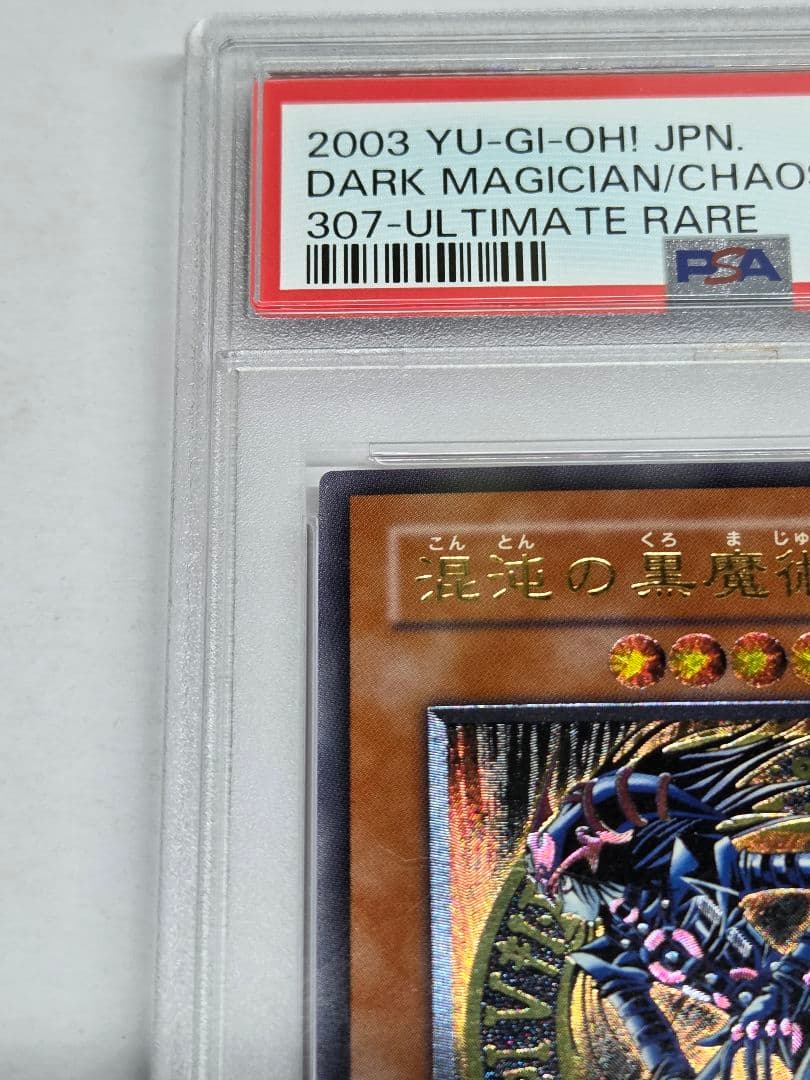 2003 YU-GI-OH! JPN.
DARK MAGICIAN/CHAOS
307-ULTIMATE RARE
PSA
こん とん くろ ま じゅ
混沌の黒魔術